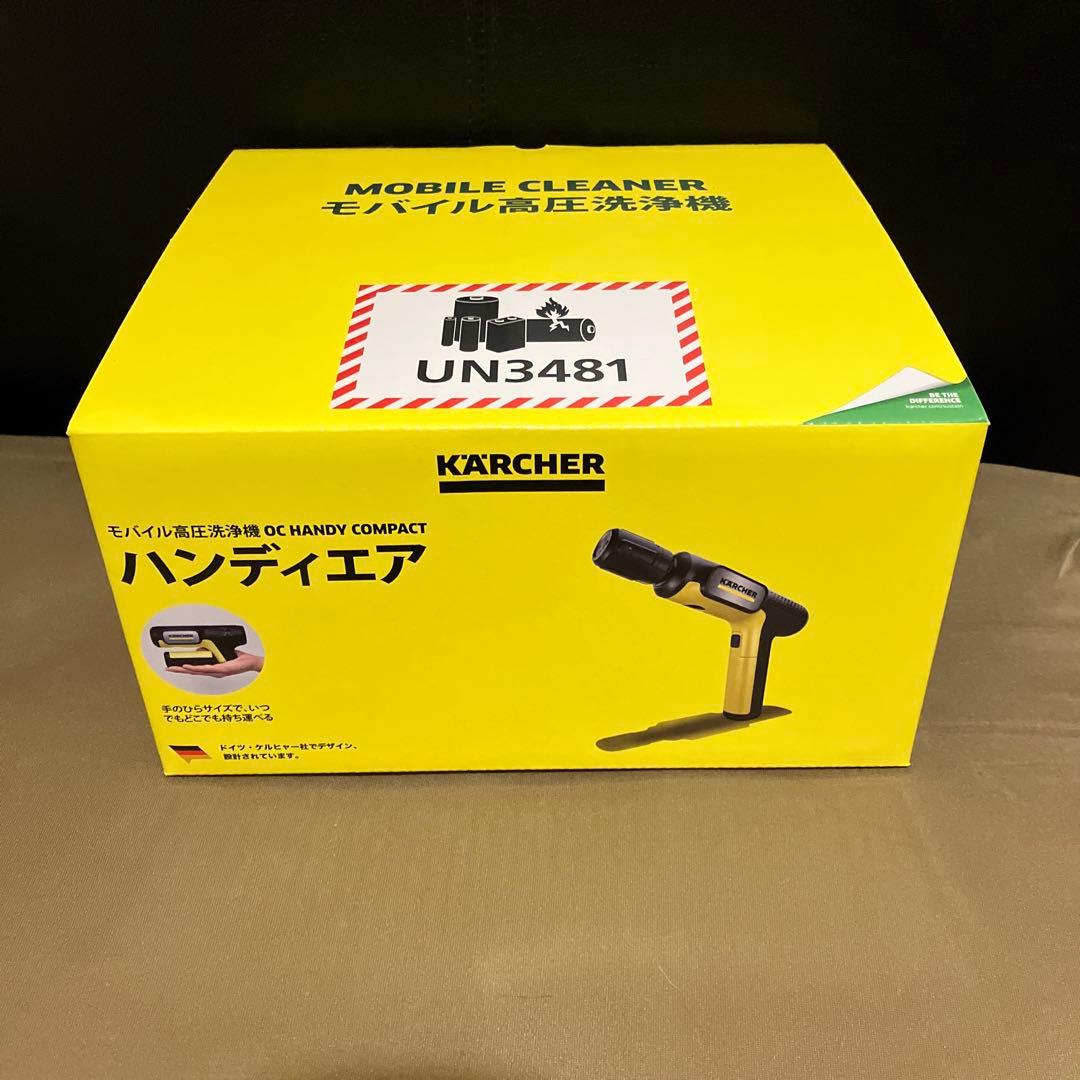 MOBILE CLEANER
モバイル高圧洗浄機
UN3481
BE THE
DIFFERENCE
karcher.com/sustain
KÄRCHER
モバイル高圧洗浄機 OC HANDY COMPACT
ハンディエア
KÄRCHER
KÄRCHER
手のひらサイズで、いつ
でもどこでも持ち運べる
ドイツ・ケルヒャー社でデザイン、
設計されています。